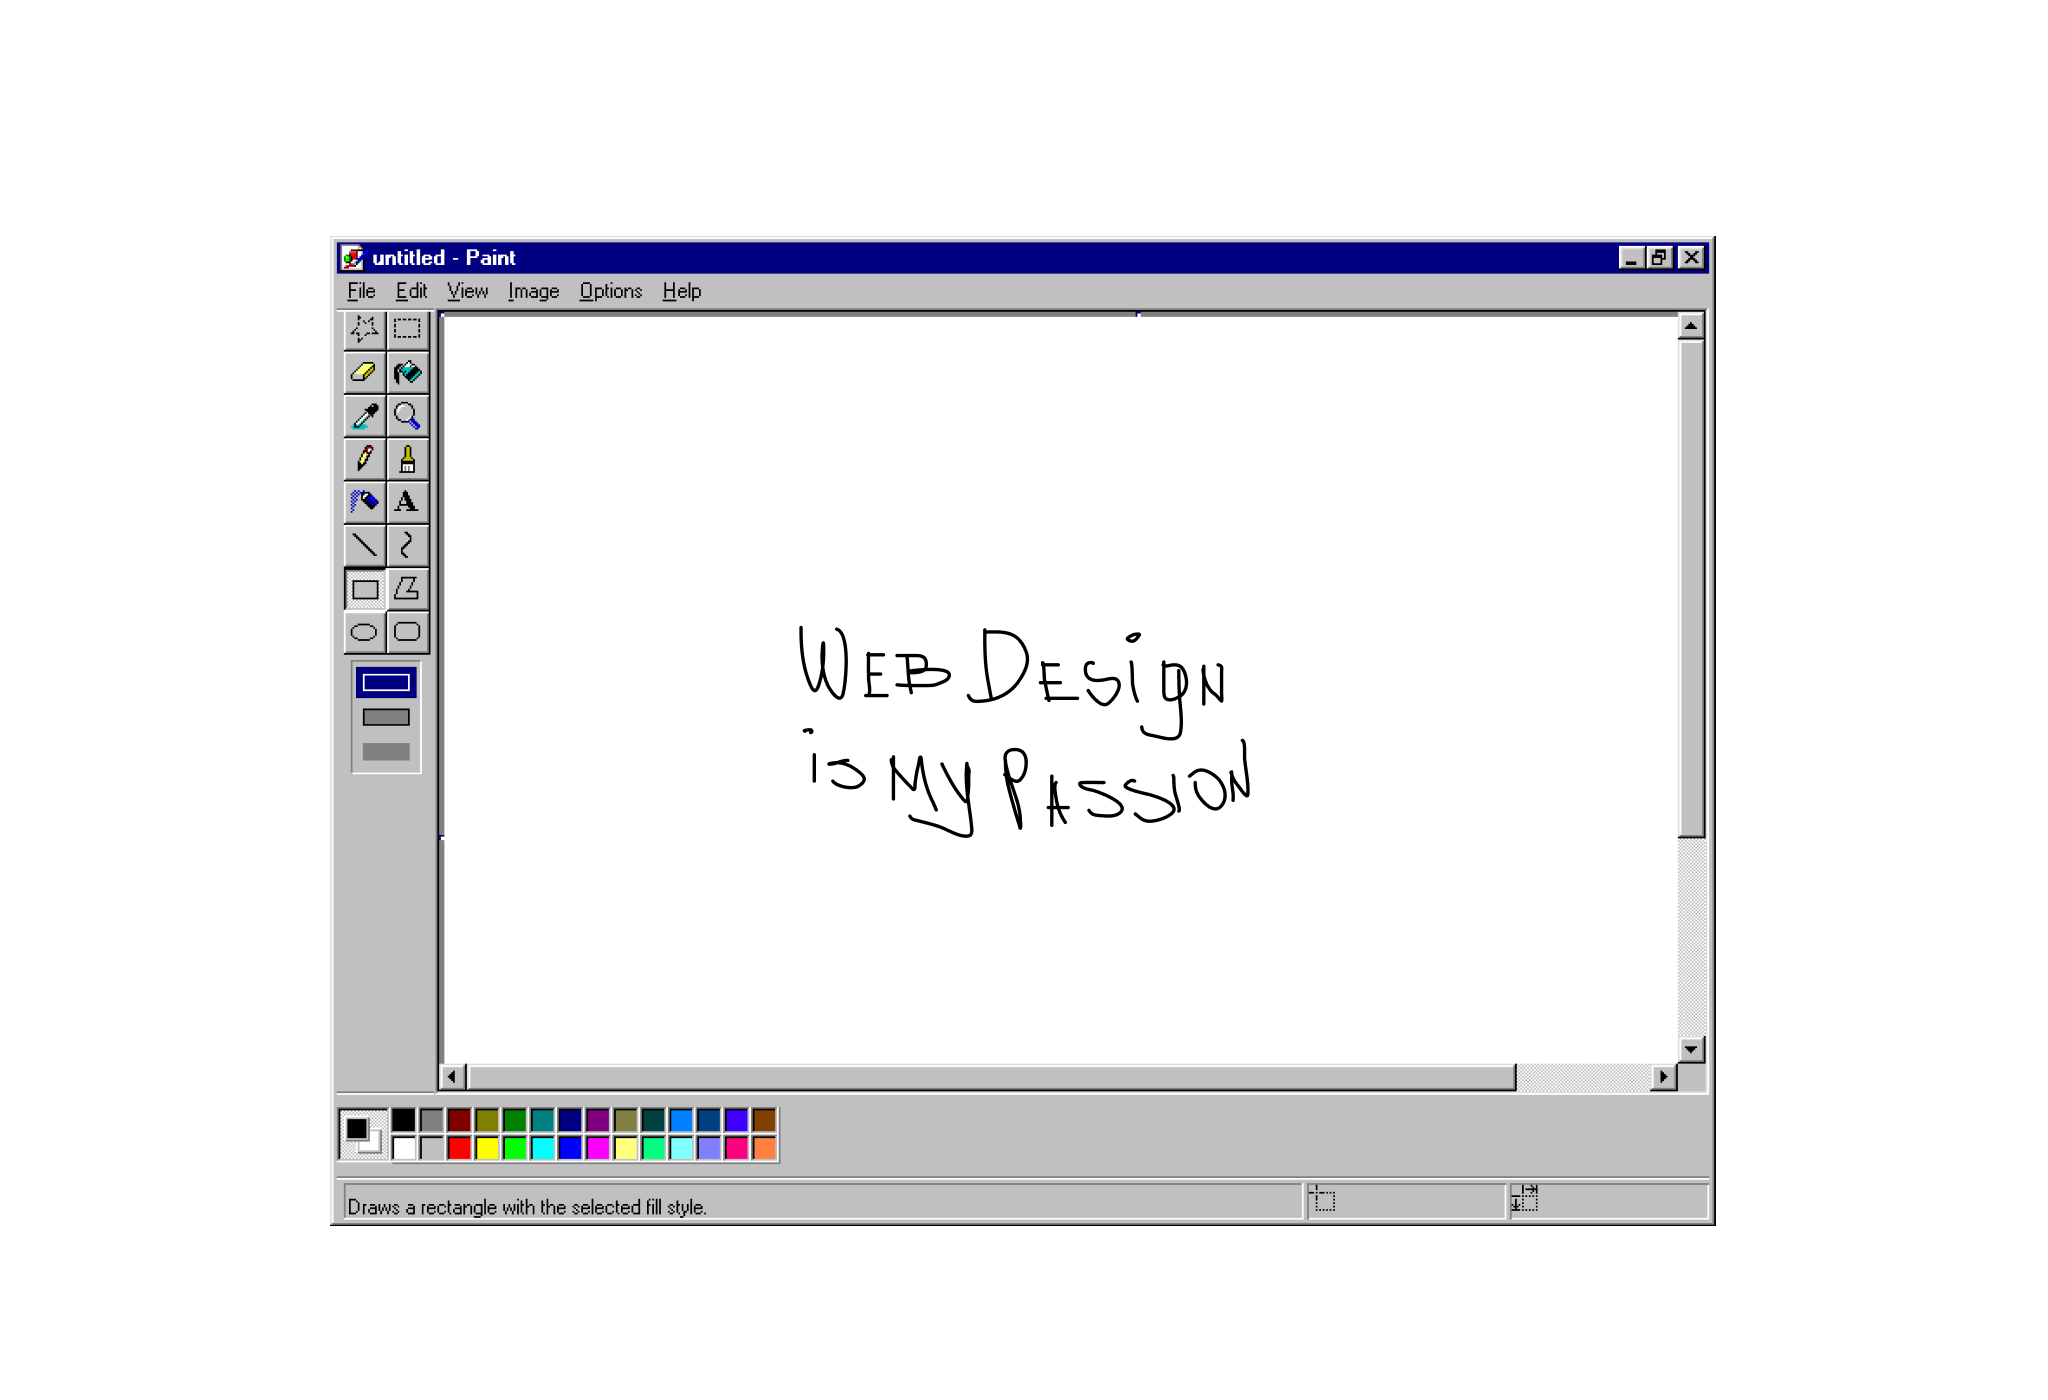 untitled - Paint
File Edit View Image Options Help
A
Web Design
is my Passion
Draws a rectangle with the selected fill style.